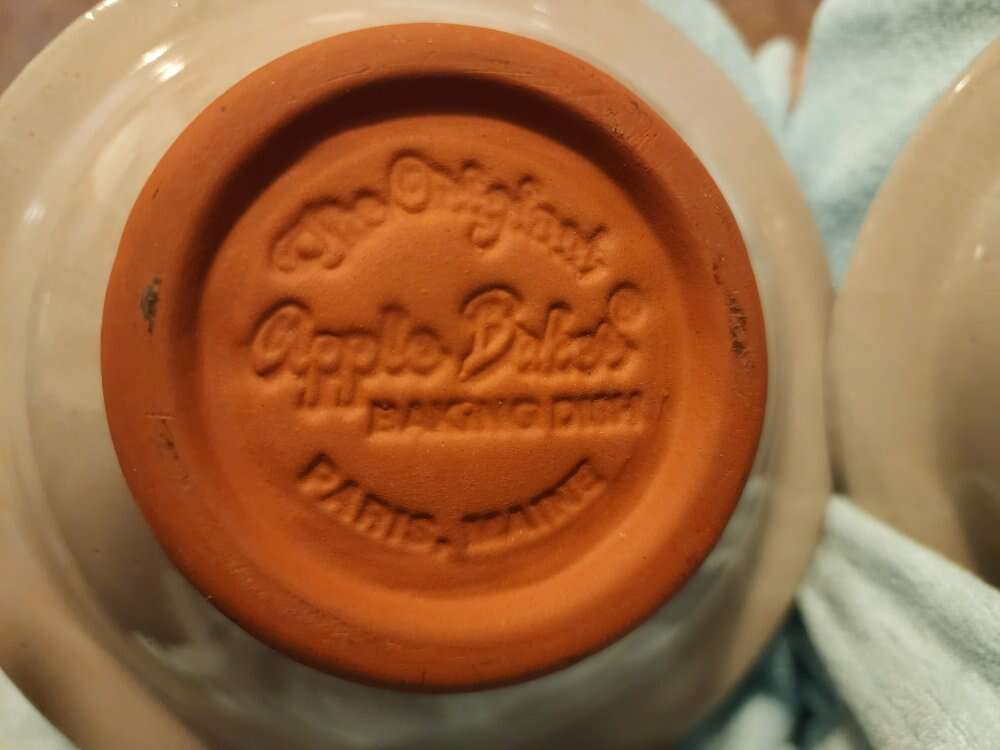 The Original
Apple Baker®
BAKING DISH
PARIS, MAINE